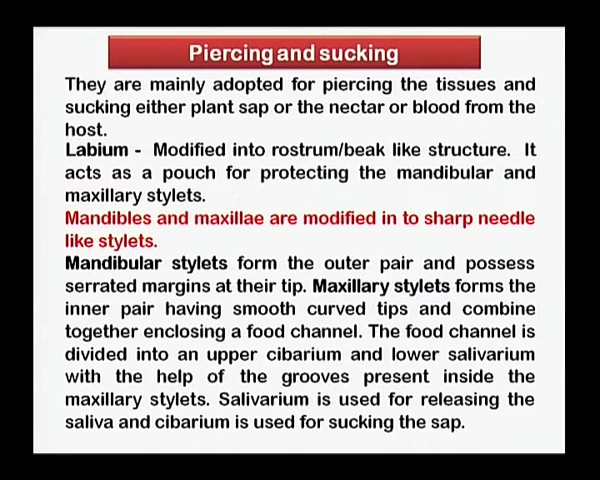 Piercing and sucking
They are mainly adopted for piercing the tissues and
sucking either plant sap or the nectar or blood from the
host.
Labium - Modified into rostrum/beak like structure. It
acts as a pouch for protecting the mandibular and
maxillary stylets.
Mandibles and maxillae are modified in to sharp needle
like stylets.
Mandibular stylets form the outer pair and possess
serrated margins at their tip. Maxillary stylets forms the
inner pair having smooth curved tips and combine
together enclosing a food channel. The food channel is
divided into an upper cibarium and lower salivarium
with the help of the grooves present inside the
maxillary stylets. Salivarium is used for releasing the
saliva and cibarium is used for sucking the sap.